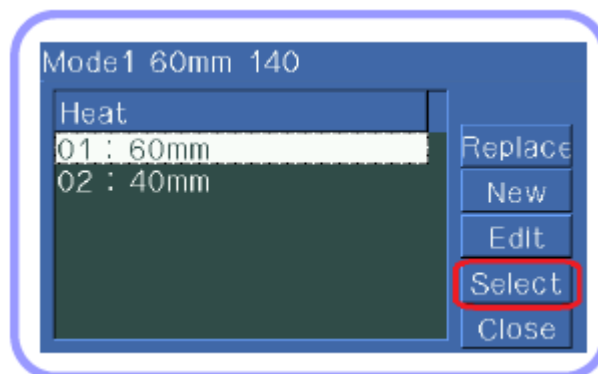 Mode1 60mm 140
Heat
01 : 60mm
02 : 40mm
Replace
New
Edit
Select
Close